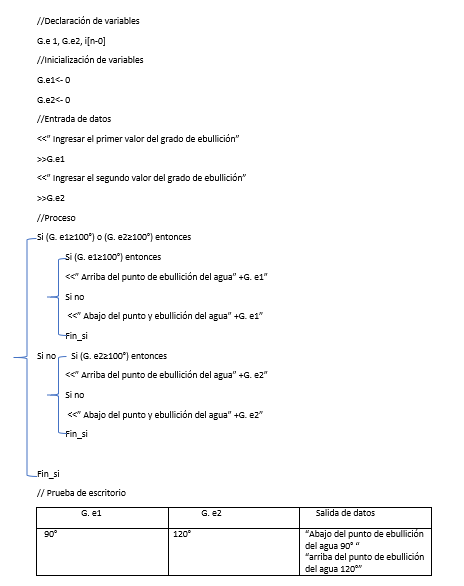 //Declaración de variables
G.e 1, G.e2, i[n-0]
//Inicialización de variables
G.e1<- 0
G.e2<- 0
//Entrada de datos
<<" Ingresar el primer valor del grado de ebullición"
>>G.e1
<<" Ingresar el segundo valor del grado de ebullición"
>>G.e2
//Proceso
Si (G. e1≥100°) o (G. e2≥100°) entonces
Si (G. e1≥100°) entonces
<<" Arriba del punto de ebullición del agua" +G. e1"
Si no
<<" Abajo del punto y ebullición del agua" +G. e1"
Fin_si
Si no Si (G. e2≥100°) entonces
<<" Arriba del punto de ebullición del agua" +G. e2"
Si no
<<" Abajo del punto y ebullición del agua" +G. e2"
Fin_si
Fin_si
// Prueba de escritorio
G. e1 G. e2 Salida de datos
90° 120° "Abajo del punto de ebullición
del agua 90° "
"arriba del punto de ebullición
del agua 120°"